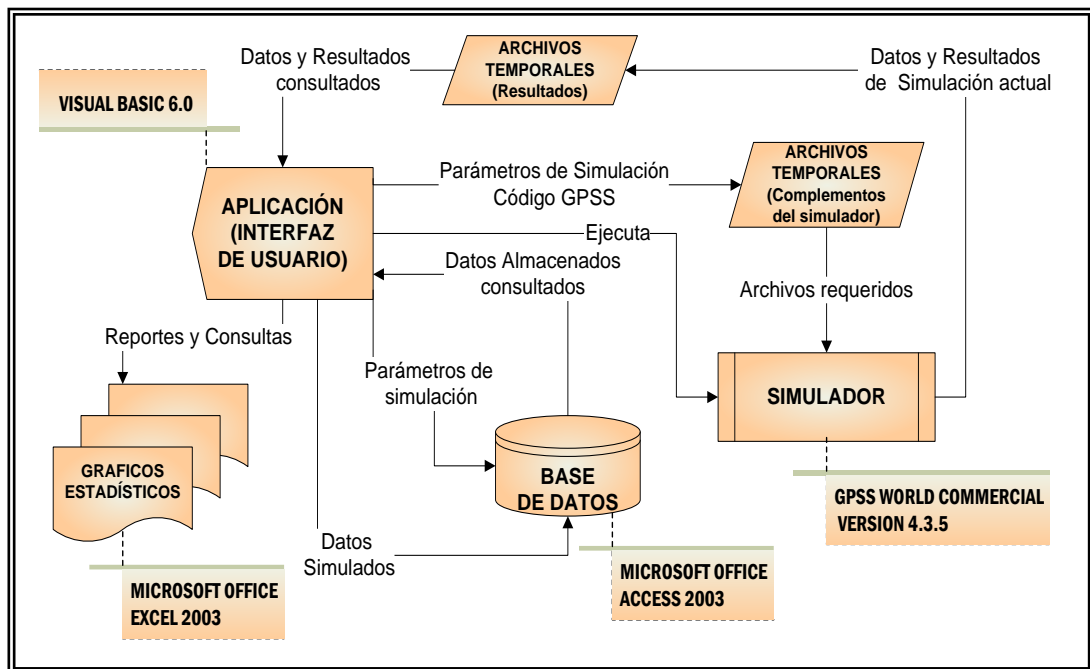 Datos y Resultados
consultados
ARCHIVOS
TEMPORALES
(Resultados)
Datos y Resultados
de Simulación actual
VISUAL BASIC 6.0
APLICACIÓN
(INTERFAZ
DE USUARIO)
Parámetros de Simulación
Código GPSS
ARCHIVOS
TEMPORALES
(Complementos
del simulador)
Ejecuta
Datos Almacenados
consultados
Archivos requeridos
Reportes y Consultas
Parámetros de
simulación
SIMULADOR
GRAFICOS
ESTADÍSTICOS
BASE
DE DATOS
GPSS WORLD COMMERCIAL
VERSION 4.3.5
Datos
Simulados
MICROSOFT OFFICE
EXCEL 2003
MICROSOFT OFFICE
ACCESS 2003